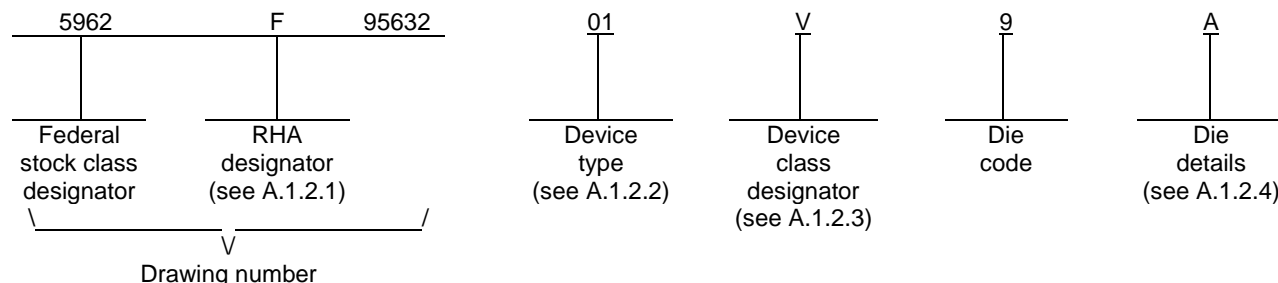 5962 F 95632 01 V 9 A
Federal RHA Device Device Die Die
stock class designator type class code details
designator (see A.1.2.1) (see A.1.2.2) designator (see A.1.2.4)
(see A.1.2.3)
Drawing number